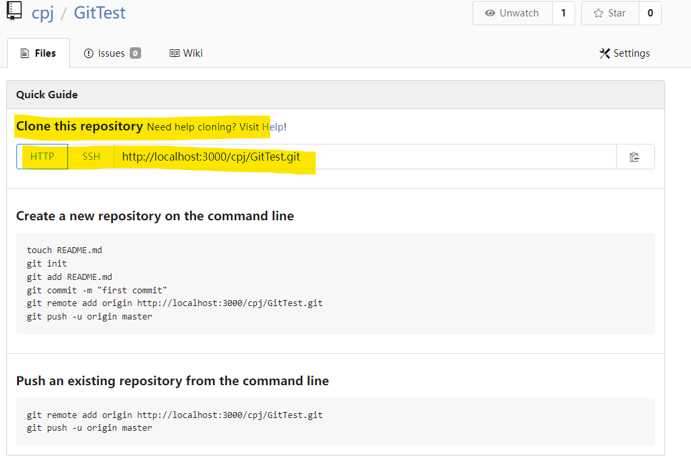 cpj / GitTest
Unwatch 1 Star 0
Files Issues 0 Wiki Settings
Quick Guide
Clone this repository Need help cloning? Visit Help!
HTTP SSH http://localhost:3000/cpj/GitTest.git
Create a new repository on the command line
touch README.md
git init
git add README.md
git commit -m "first commit"
git remote add origin http://localhost:3000/cpj/GitTest.git
git push -u origin master
Push an existing repository from the command line
git remote add origin http://localhost:3000/cpj/GitTest.git
git push -u origin master